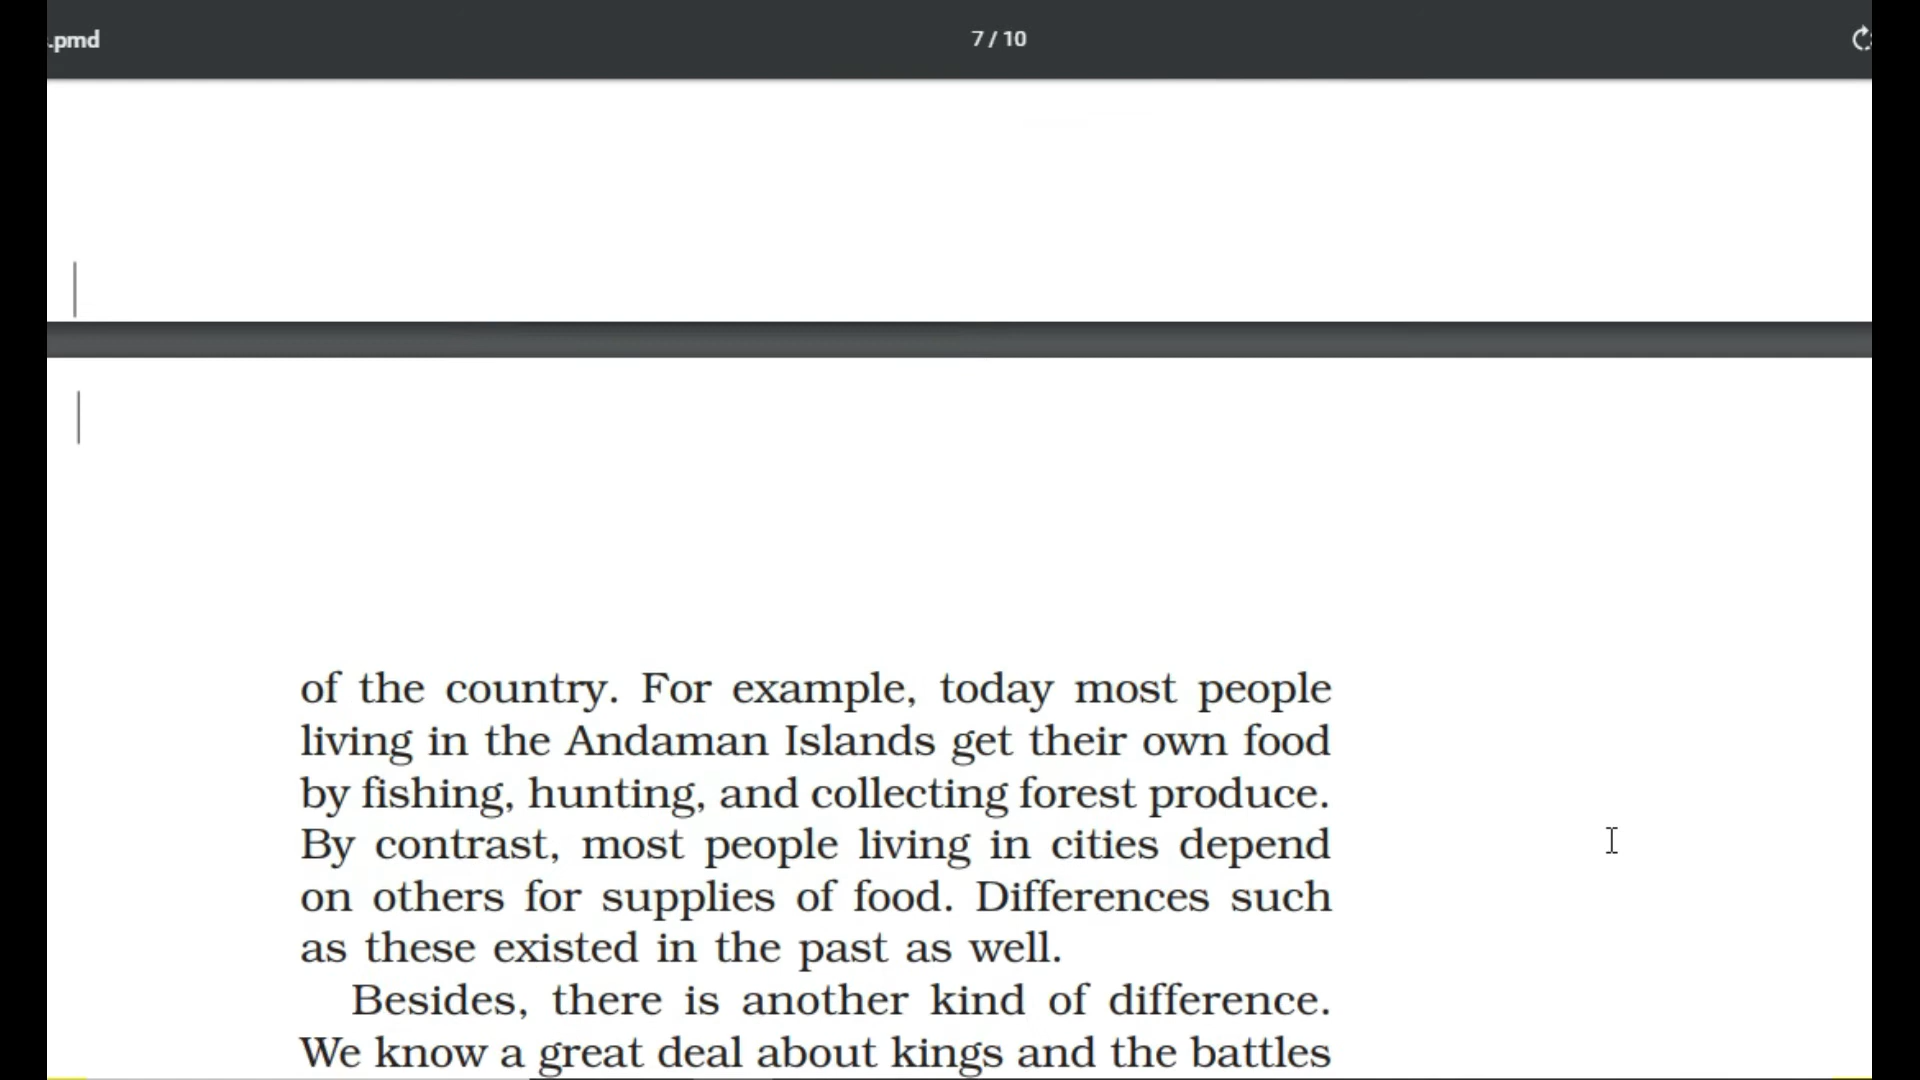 .pmd
7 / 10
of the country. For example, today most people
living in the Andaman Islands get their own food
by fishing, hunting, and collecting forest produce.
By contrast, most people living in cities depend
on others for supplies of food. Differences such
as these existed in the past as well.
Besides, there is another kind of difference.
We know a great deal about kings and the battles